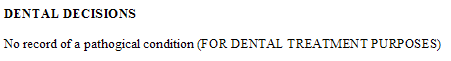 DENTAL DECISIONS
No record of a pathogical condition (FOR DENTAL TREATMENT PURPOSES)